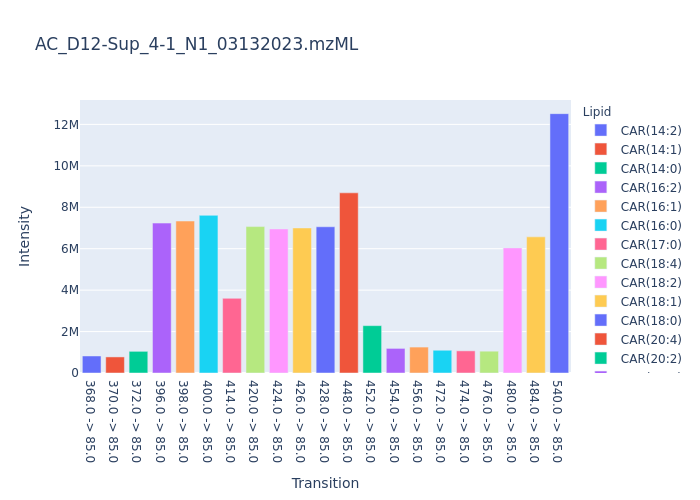 AC_D12-Sup_4-1_N1_03132023.mzML
Intensity
12M
10M
8M
6M
4M
2M
0
368.0 -> 85.0
370.0 -> 85.0
372.0 -> 85.0
396.0 -> 85.0
398.0 -> 85.0
400.0 -> 85.0
414.0 -> 85.0
420.0 -> 85.0
424.0 -> 85.0
426.0 -> 85.0
428.0 -> 85.0
448.0 -> 85.0
452.0 -> 85.0
454.0 -> 85.0
456.0 -> 85.0
472.0 -> 85.0
474.0 -> 85.0
476.0 -> 85.0
480.0 -> 85.0
484.0 -> 85.0
540.0 -> 85.0
Transition
Lipid
CAR(14:2)
CAR(14:1)
CAR(14:0)
CAR(16:2)
CAR(16:1)
CAR(16:0)
CAR(17:0)
CAR(18:4)
CAR(18:2)
CAR(18:1)
CAR(18:0)
CAR(20:4)
CAR(20:2)